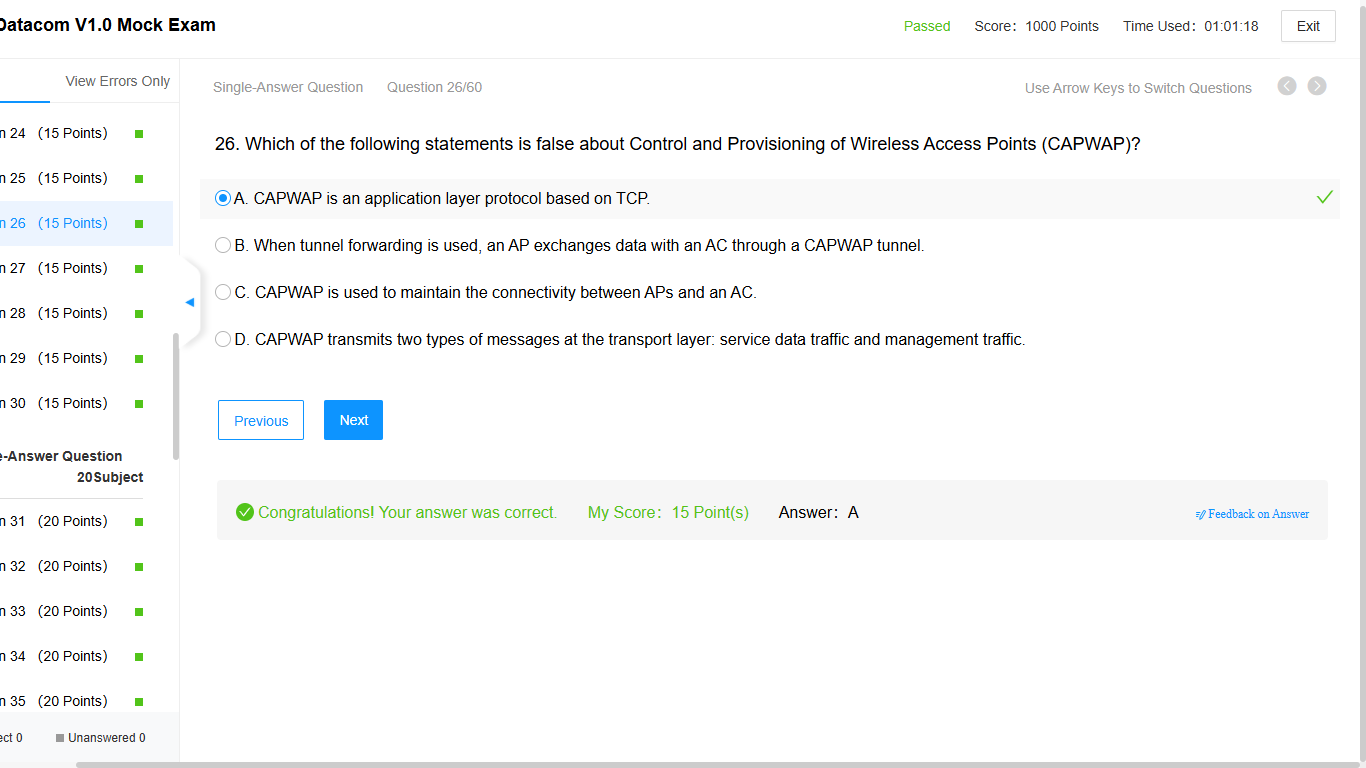 Datacom V1.0 Mock Exam
Passed Score： 1000 Points Time Used： 01:01:18 Exit
View Errors Only
Single-Answer Question Question 26/60 Use Arrow Keys to Switch Questions
n 24 (15 Points)
n 25 (15 Points)
n 26 (15 Points)
n 27 (15 Points)
n 28 (15 Points)
n 29 (15 Points)
n 30 (15 Points)
e-Answer Question
20Subject
n 31 (20 Points)
n 32 (20 Points)
n 33 (20 Points)
n 34 (20 Points)
n 35 (20 Points)
ect 0 Unanswered 0
26. Which of the following statements is false about Control and Provisioning of Wireless Access Points (CAPWAP)?
A. CAPWAP is an application layer protocol based on TCP.
B. When tunnel forwarding is used, an AP exchanges data with an AC through a CAPWAP tunnel.
C. CAPWAP is used to maintain the connectivity between APs and an AC.
D. CAPWAP transmits two types of messages at the transport layer: service data traffic and management traffic.
Previous Next
Congratulations! Your answer was correct. My Score： 15 Point(s) Answer： A Feedback on Answer